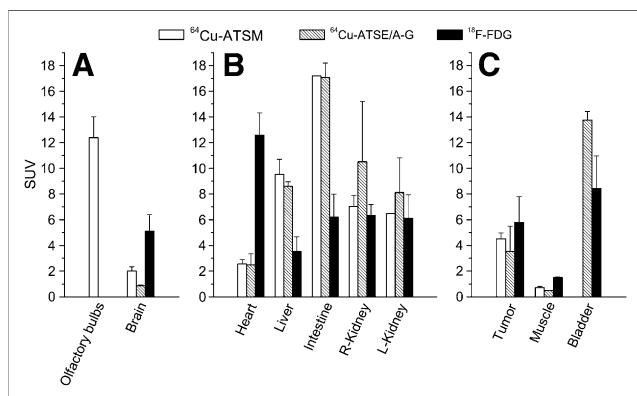 ⁶⁴Cu-ATSM ⁶⁴Cu-ATSE/A-G ¹⁸F-FDG
A B C
SUV
18 16 14 12 10 8 6 4 2 0
18 16 14 12 10 8 6 4 2 0
18 16 14 12 10 8 6 4 2 0
Olfactory bulbs Brain
Heart Liver Intestine R-Kidney L-Kidney
Tumor Muscle Bladder